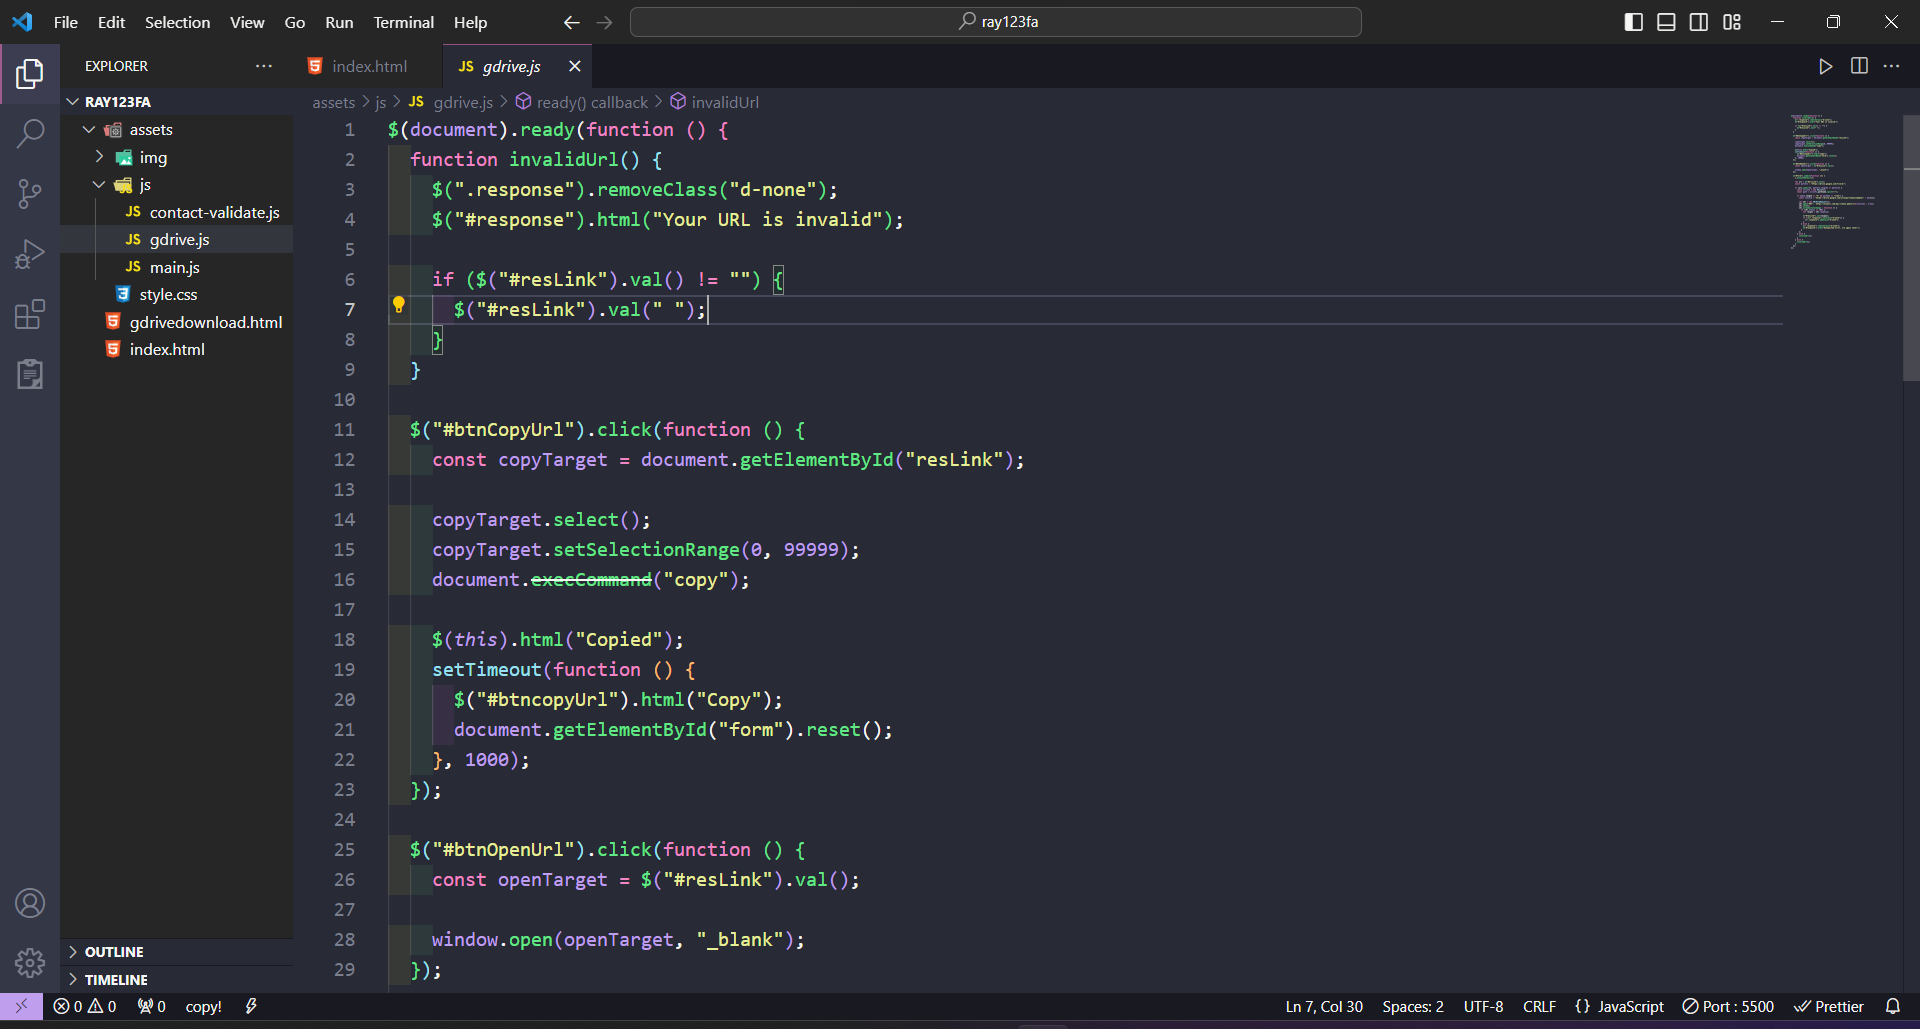 File Edit Selection View Go Run Terminal Help
ray123fa
EXPLORER
index.html
JS gdrive.js
RAY123FA
assets
img
js
JS contact-validate.js
JS gdrive.js
JS main.js
style.css
gdrivedownload.html
index.html
OUTLINE
TIMELINE
assets > js > JS gdrive.js > ready() callback > invalidUrl
1 $(document).ready(function () {
2 function invalidUrl() {
3 $(".response").removeClass("d-none");
4 $("#response").html("Your URL is invalid");
5
6 if ($("#resLink").val() != "") {
7 $("#resLink").val(" ");
8 }
9 }
10
11 $("#btnCopyUrl").click(function () {
12 const copyTarget = document.getElementById("resLink");
13
14 copyTarget.select();
15 copyTarget.setSelectionRange(0, 99999);
16 document.execCommand("copy");
17
18 $(this).html("Copied");
19 setTimeout(function () {
20 $("#btncopyUrl").html("Copy");
21 document.getElementById("form").reset();
22 }, 1000);
23 });
24
25 $("#btnOpenUrl").click(function () {
26 const openTarget = $("#resLink").val();
27
28 window.open(openTarget, "_blank");
29 });
0 0 0 copy! Ln 7, Col 30 Spaces: 2 UTF-8 CRLF {} JavaScript Port : 5500 Prettier